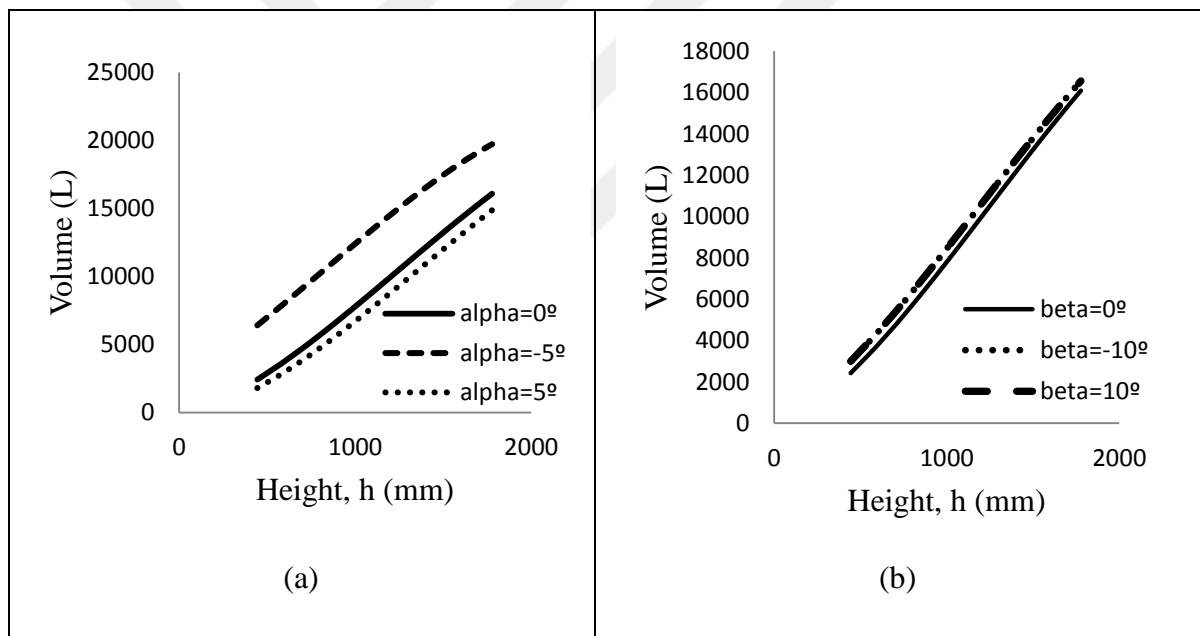 25000
20000
15000
10000
5000
0
Volume (L)
alpha=0º
alpha=-5º
alpha=5º
0 1000 2000
Height, h (mm)
(a)
18000
16000
14000
12000
10000
8000
6000
4000
2000
0
Volume (L)
beta=0º
beta=-10º
beta=10º
0 1000 2000
Height, h (mm)
(b)